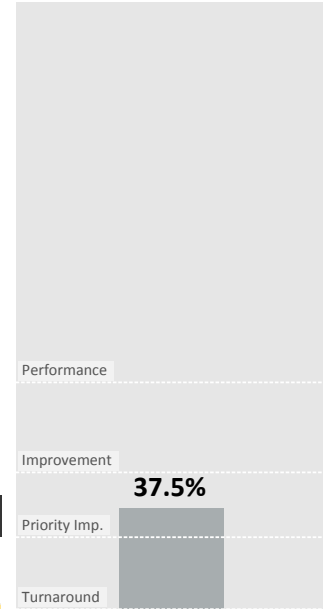 Performance
Improvement
37.5%
Priority Imp.
Turnaround